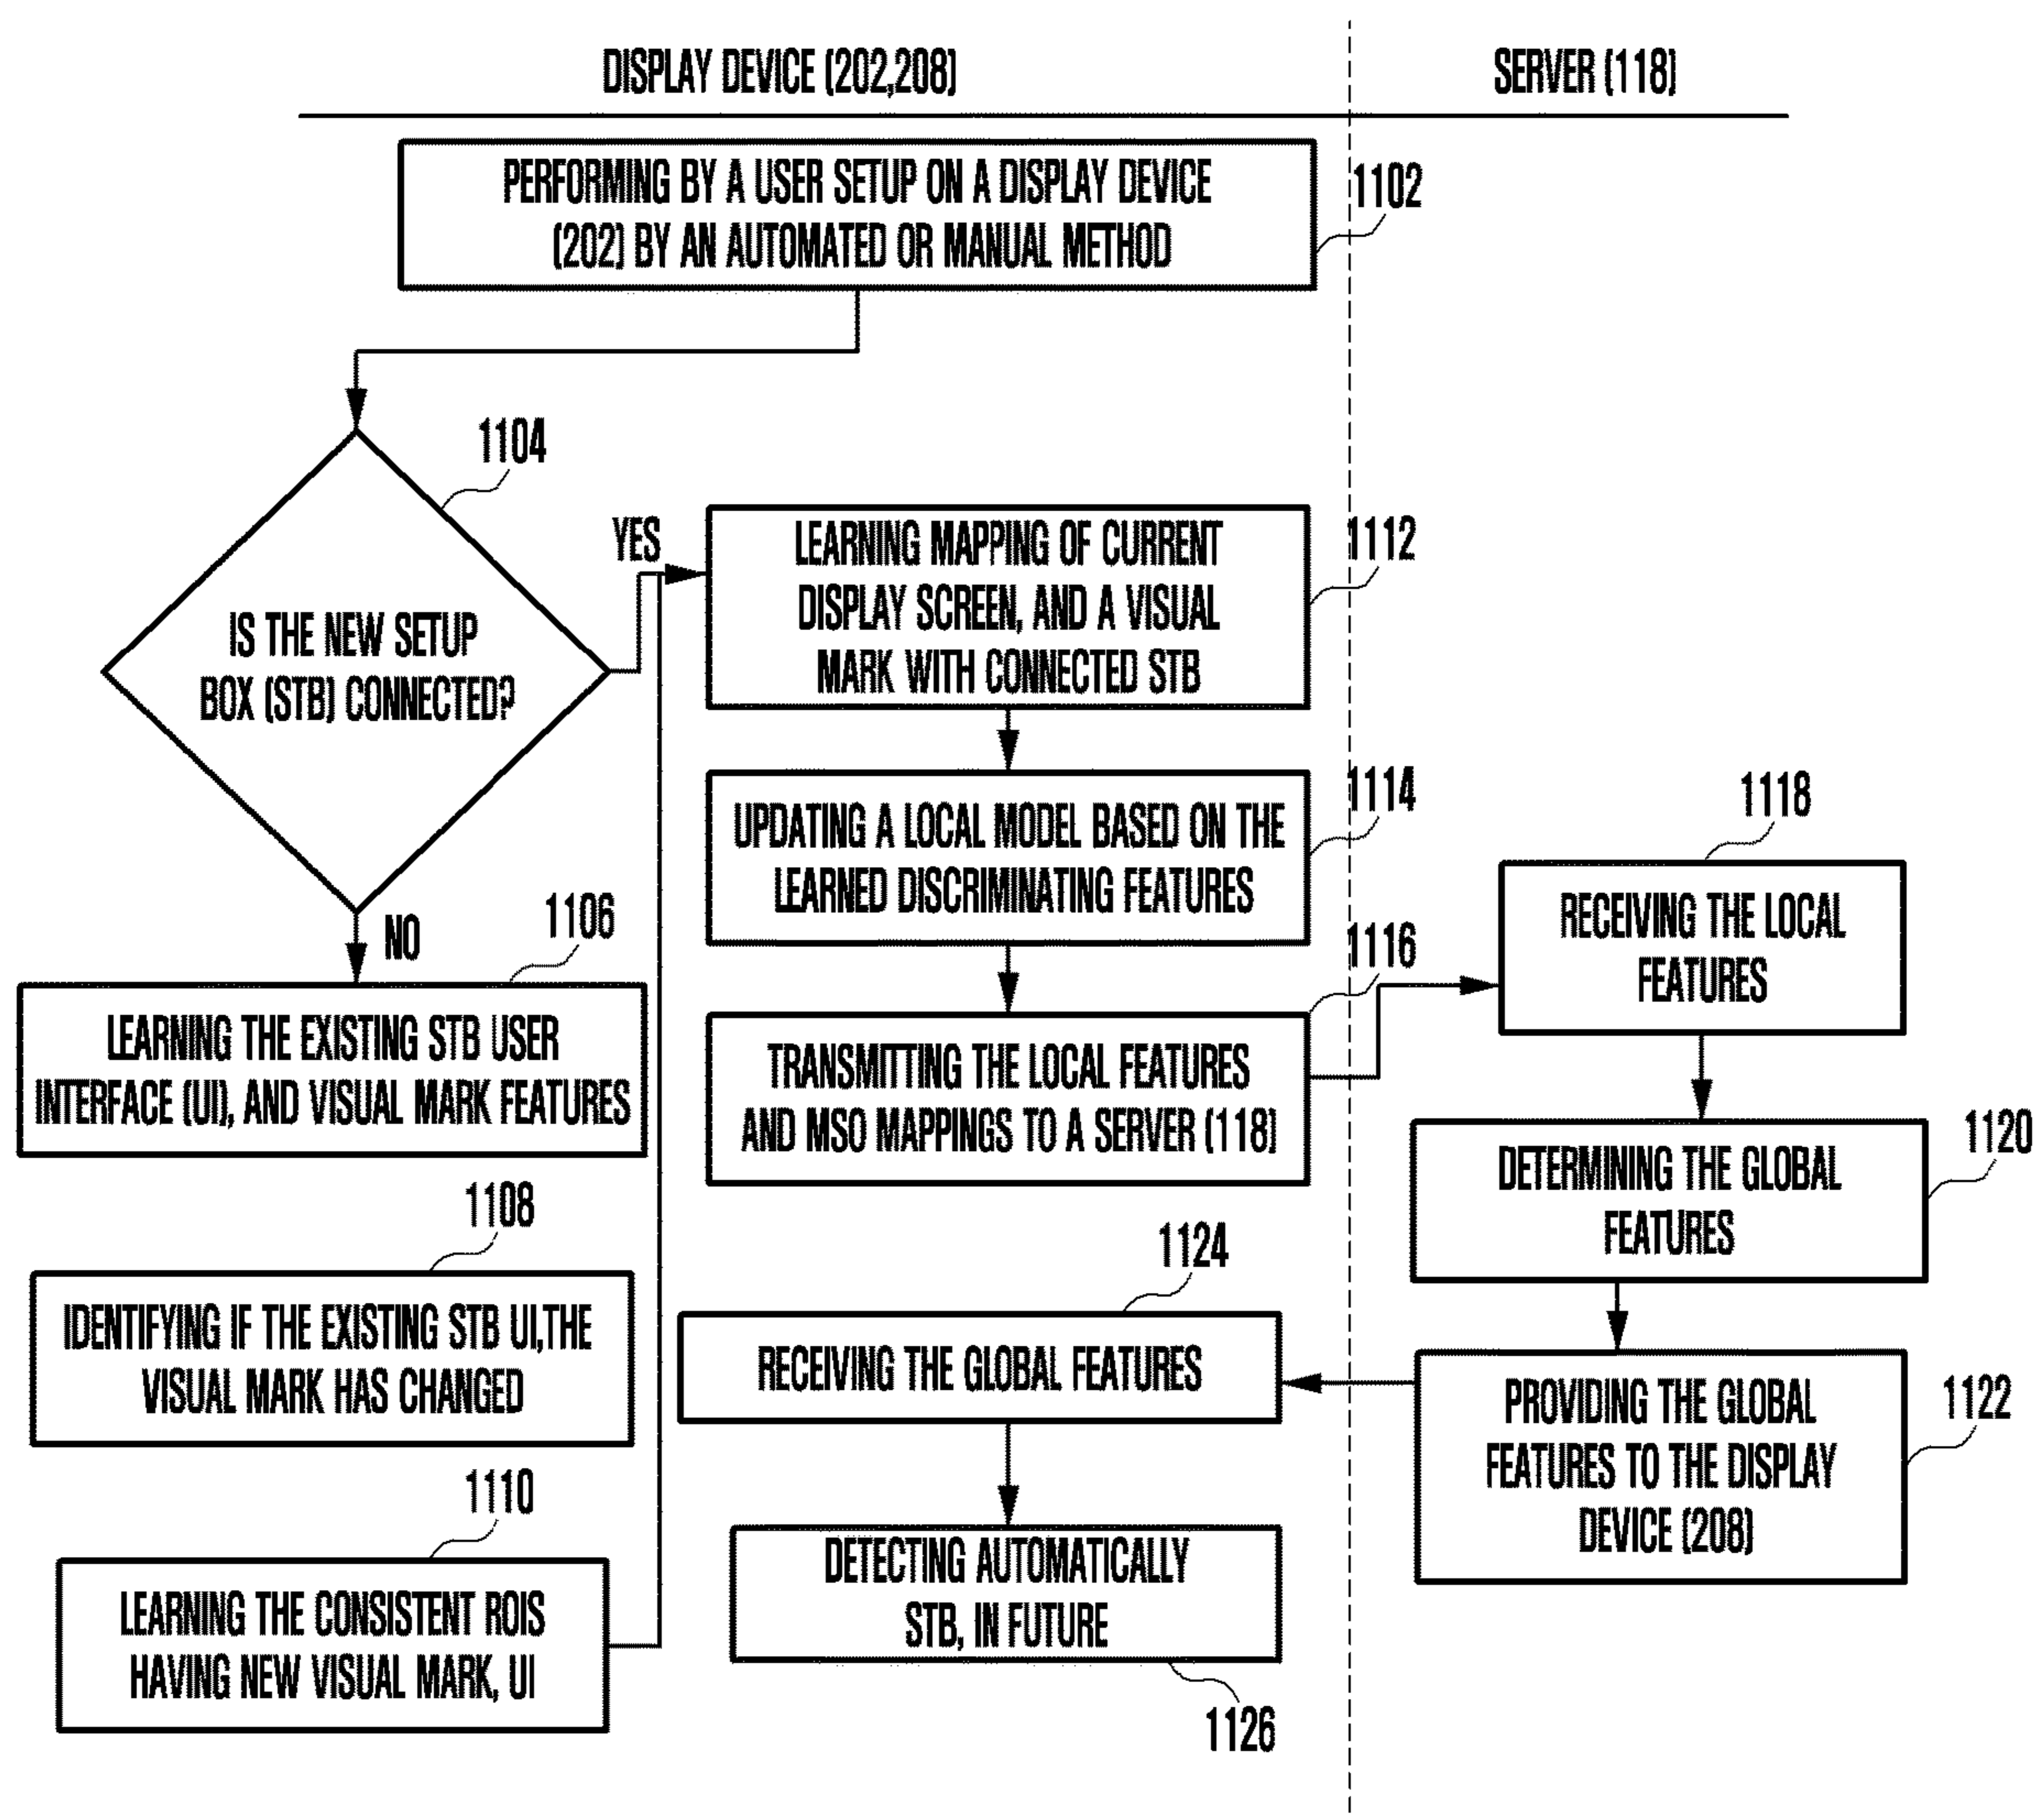 DISPLAY DEVICE (202,208)
SERVER (118)
PERFORMING BY A USER SETUP ON A DISPLAY DEVICE
(202) BY AN AUTOMATED OR MANUAL METHOD
1102
1104
IS THE NEW SETUP
BOX (STB) CONNECTED?
YES
NO
1106
LEARNING THE EXISTING STB USER
INTERFACE (UI), AND VISUAL MARK FEATURES
1108
IDENTIFYING IF THE EXISTING STB UI,THE
VISUAL MARK HAS CHANGED
1110
LEARNING THE CONSISTENT ROIS
HAVING NEW VISUAL MARK, UI
1112
LEARNING MAPPING OF CURRENT
DISPLAY SCREEN, AND A VISUAL
MARK WITH CONNECTED STB
1114
UPDATING A LOCAL MODEL BASED ON THE
LEARNED DISCRIMINATING FEATURES
1116
TRANSMITTING THE LOCAL FEATURES
AND MSO MAPPINGS TO A SERVER (118)
1118
RECEIVING THE LOCAL
FEATURES
1120
DETERMINING THE GLOBAL
FEATURES
1122
PROVIDING THE GLOBAL
FEATURES TO THE DISPLAY
DEVICE (208)
1124
RECEIVING THE GLOBAL FEATURES
DETECTING AUTOMATICALLY
STB, IN FUTURE
1126